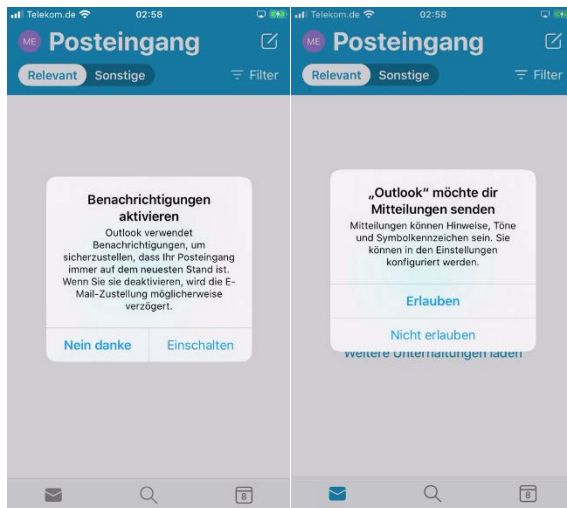 Telekom.de 02:58
ME Posteingang
Relevant Sonstige Filter
Benachrichtigungen
aktivieren
Outlook verwendet
Benachrichtigungen, um
sicherzustellen, dass Ihr Posteingang
immer auf dem neuesten Stand ist.
Wenn Sie sie deaktivieren, wird die E-
Mail-Zustellung möglicherweise
verzögert.
Nein danke Einschalten
8
Telekom.de 02:58
ME Posteingang
Relevant Sonstige Filter
„Outlook“ möchte dir
Mitteilungen senden
Mitteilungen können Hinweise, Töne
und Symbolkennzeichen sein. Sie
können in den Einstellungen
konfiguriert werden.
Erlauben
Nicht erlauben
Weitere Unterhaltungen laden
8